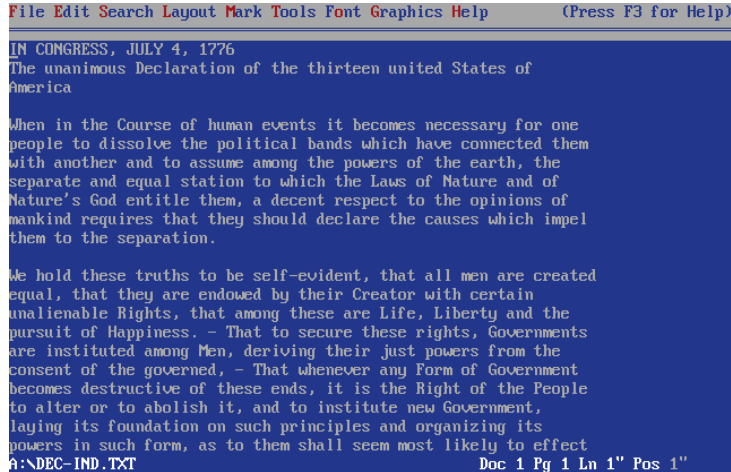 File Edit Search Layout Mark Tools Font Graphics Help (Press F3 for Help)
IN CONGRESS, JULY 4, 1776
The unanimous Declaration of the thirteen united States of
America
When in the Course of human events it becomes necessary for one
people to dissolve the political bands which have connected them
with another and to assume among the powers of the earth, the
separate and equal station to which the Laws of Nature and of
Nature's God entitle them, a decent respect to the opinions of
mankind requires that they should declare the causes which impel
them to the separation.
We hold these truths to be self-evident, that all men are created
equal, that they are endowed by their Creator with certain
unalienable Rights, that among these are Life, Liberty and the
pursuit of Happiness. - That to secure these rights, Governments
are instituted among Men, deriving their just powers from the
consent of the governed, - That whenever any Form of Government
becomes destructive of these ends, it is the Right of the People
to alter or to abolish it, and to institute new Government,
laying its foundation on such principles and organizing its
powers in such form, as to them shall seem most likely to effect
A:\DEC-IND.TXT Doc 1 Pg 1 Ln 1" Pos 1"